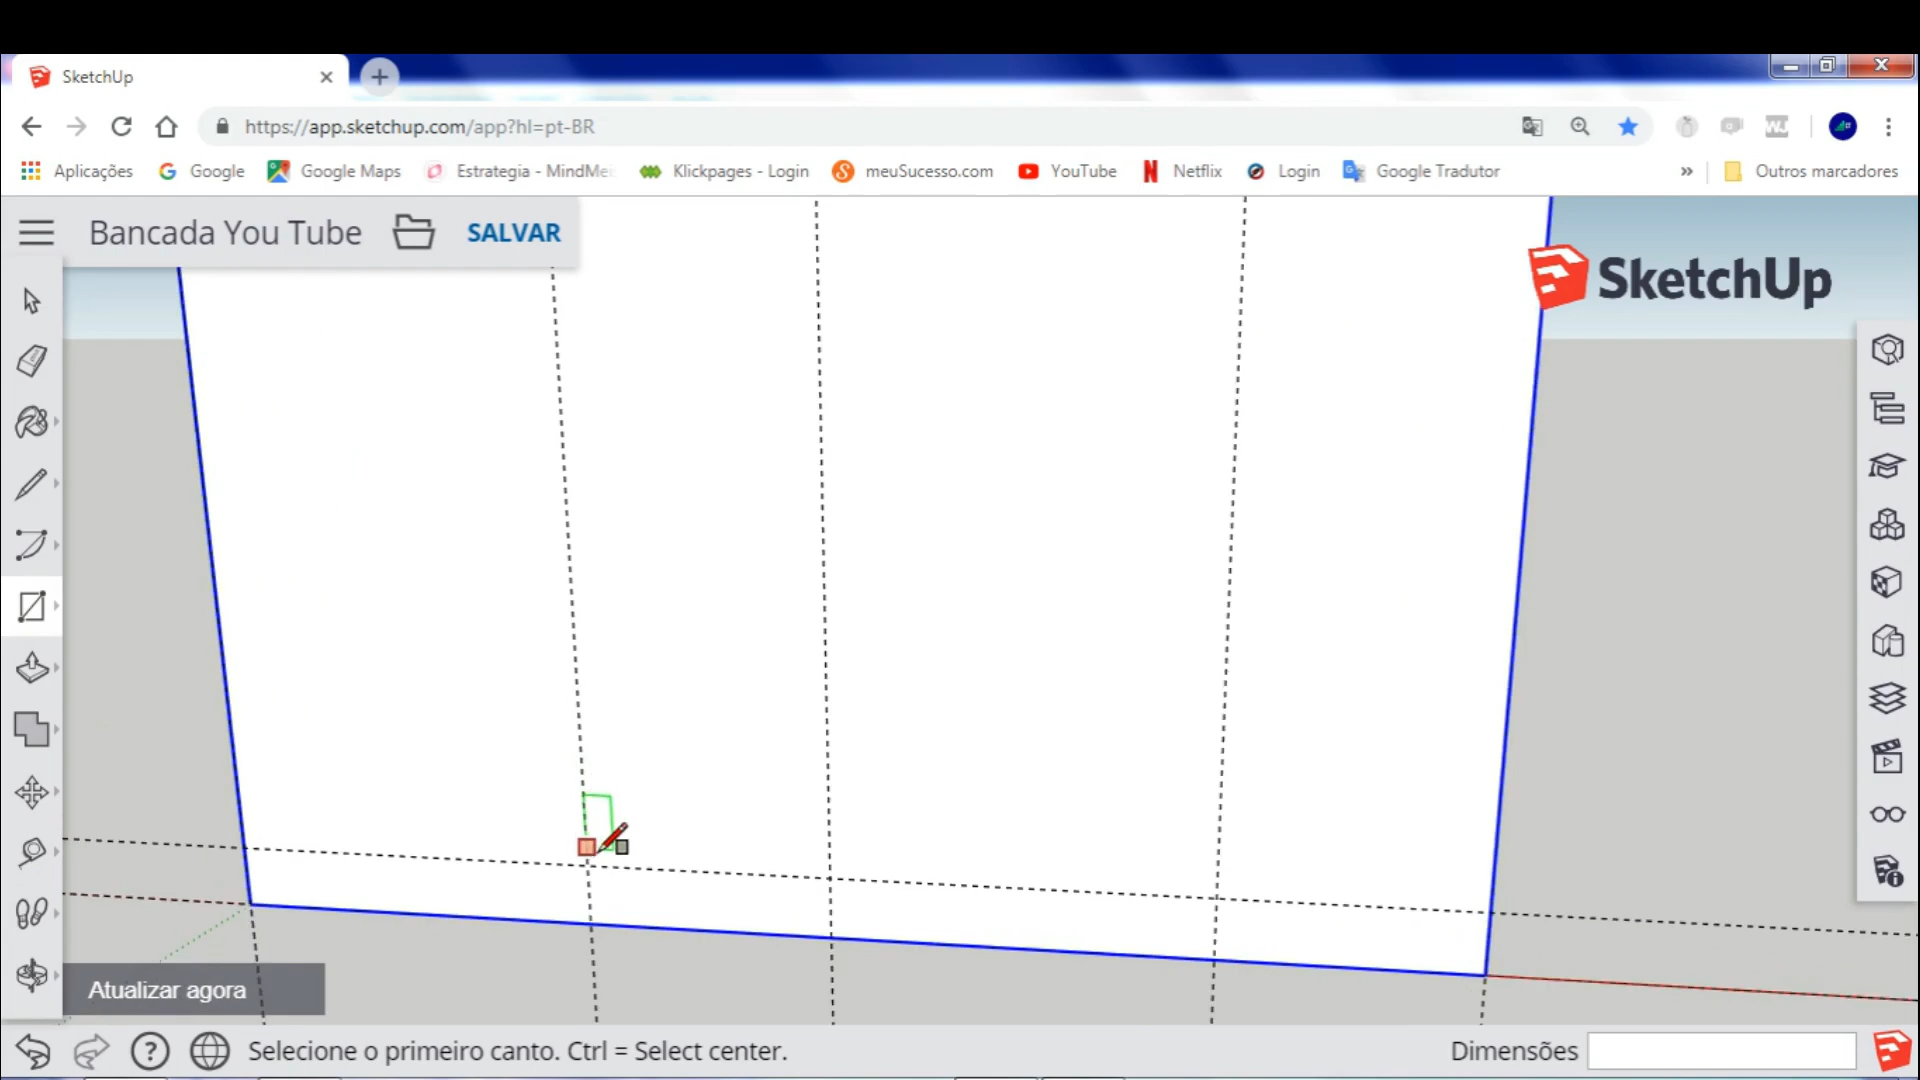 SketchUp
https://app.sketchup.com/app?hl=pt-BR
Aplicações
Google
Google Maps
Estrategia - MindMei
Klickpages - Login
meuSucesso.com
YouTube
Netflix
Login
Google Tradutor
»
Outros marcadores
Bancada You Tube
SALVAR
SketchUp
Atualizar agora
Selecione o primeiro canto. Ctrl = Select center.
Dimensões